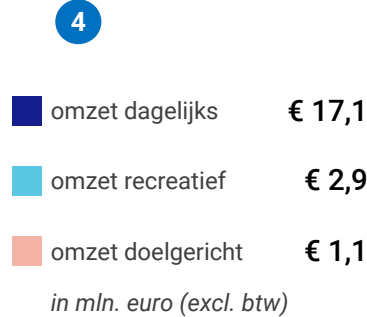 4
omzet dagelijks € 17,1
omzet recreatief € 2,9
omzet doelgericht € 1,1
in mln. euro (excl. btw)